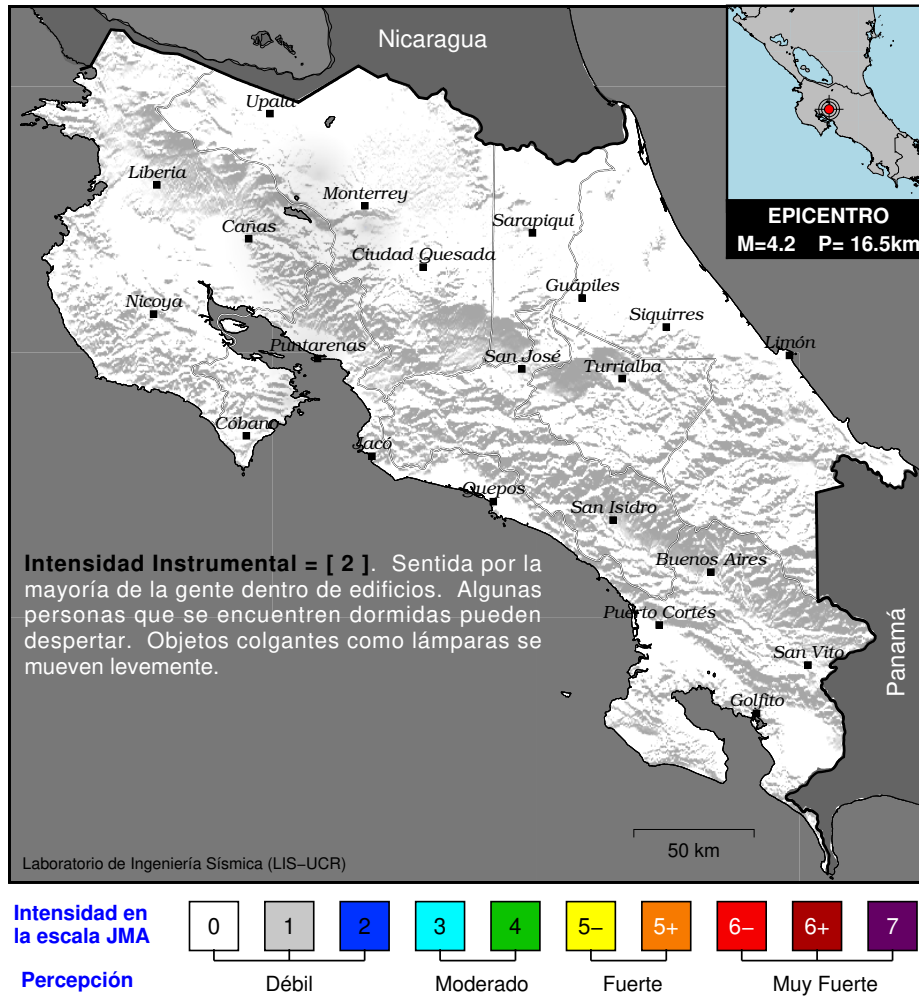 Nicaragua
EPICENTRO
M=4.2 P= 16.5km
Upala
Liberia
Monterrey
Cañas
Sarapiquí
Ciudad Quesada
Guápiles
Nicoya
Siquirres
Puntarenas
San José
Limón
Turrialba
Cóbano
Jacó
Quepos
San Isidro
Buenos Aires
Puerto Cortés
San Vito
Golfito
Panamá
Intensidad Instrumental = [ 2 ]. Sentida por la
mayoría de la gente dentro de edificios. Algunas
personas que se encuentren dormidas pueden
despertar. Objetos colgantes como lámparas se
mueven levemente.
50 km
Laboratorio de Ingeniería Sísmica (LIS–UCR)
Intensidad en
la escala JMA
0 1 2 3 4 5– 5+ 6– 6+ 7
Percepción
Débil Moderado Fuerte Muy Fuerte